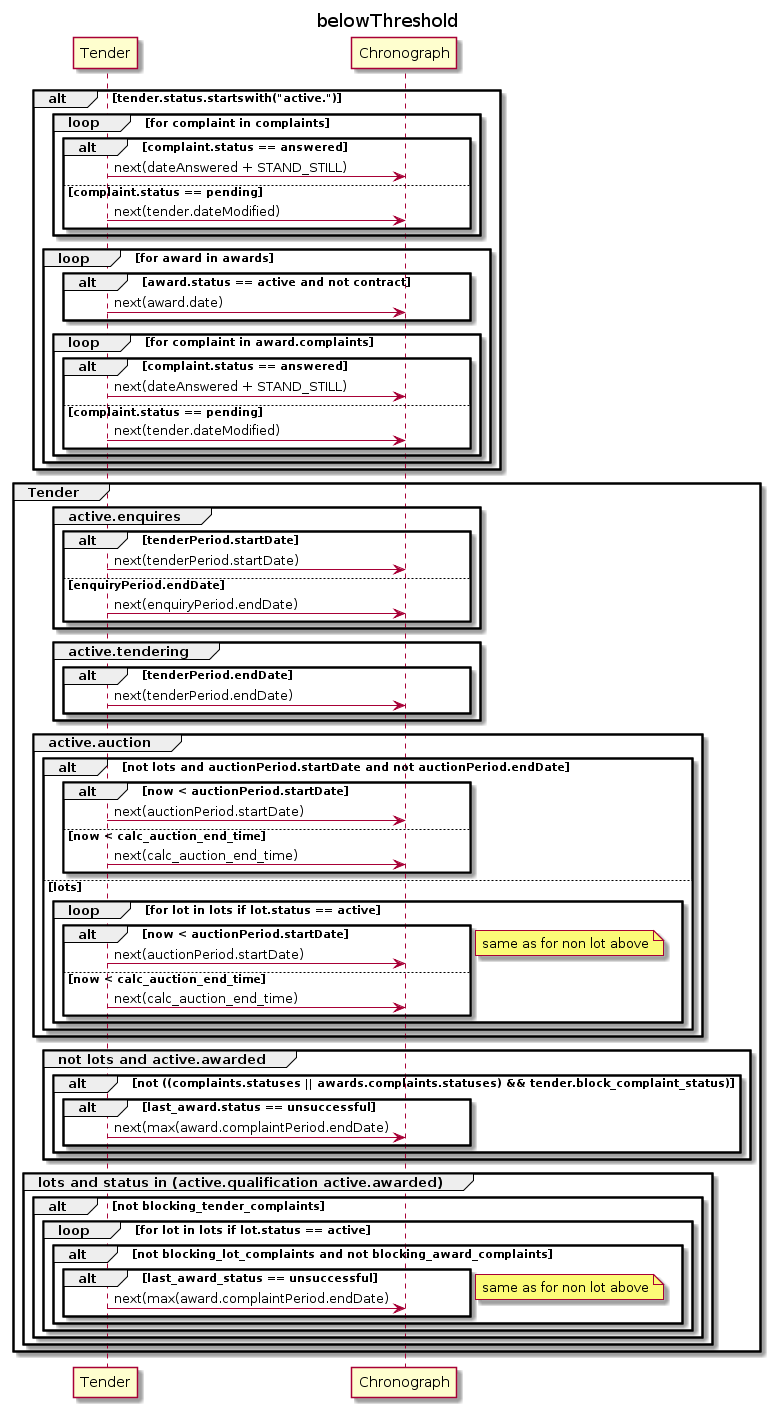 belowThreshold
Tender
Chronograph
alt [tender.status.startswith("active.")]
loop [for complaint in complaints]
alt [complaint.status == answered]
next(dateAnswered + STAND_STILL)
[complaint.status == pending]
next(tender.dateModified)
loop [for award in awards]
alt [award.status == active and not contract]
next(award.date)
loop [for complaint in award.complaints]
alt [complaint.status == answered]
next(dateAnswered + STAND_STILL)
[complaint.status == pending]
next(tender.dateModified)
Tender
active.enquires
alt [tenderPeriod.startDate]
next(tenderPeriod.startDate)
[enquiryPeriod.endDate]
next(enquiryPeriod.endDate)
active.tendering
alt [tenderPeriod.endDate]
next(tenderPeriod.endDate)
active.auction
alt [not lots and auctionPeriod.startDate and not auctionPeriod.endDate]
alt [now < auctionPeriod.startDate]
next(auctionPeriod.startDate)
[now < calc_auction_end_time]
next(calc_auction_end_time)
[lots]
loop [for lot in lots if lot.status == active]
alt [now < auctionPeriod.startDate]
same as for non lot above
next(auctionPeriod.startDate)
[now < calc_auction_end_time]
next(calc_auction_end_time)
not lots and active.awarded
alt [not ((complaints.statuses || awards.complaints.statuses) && tender.block_complaint_status)]
alt [last_award.status == unsuccessful]
next(max(award.complaintPeriod.endDate)
lots and status in (active.qualification active.awarded)
alt [not blocking_tender_complaints]
loop [for lot in lots if lot.status == active]
alt [not blocking_lot_complaints and not blocking_award_complaints]
alt [last_award_status == unsuccessful]
same as for non lot above
next(max(award.complaintPeriod.endDate)
Tender
Chronograph